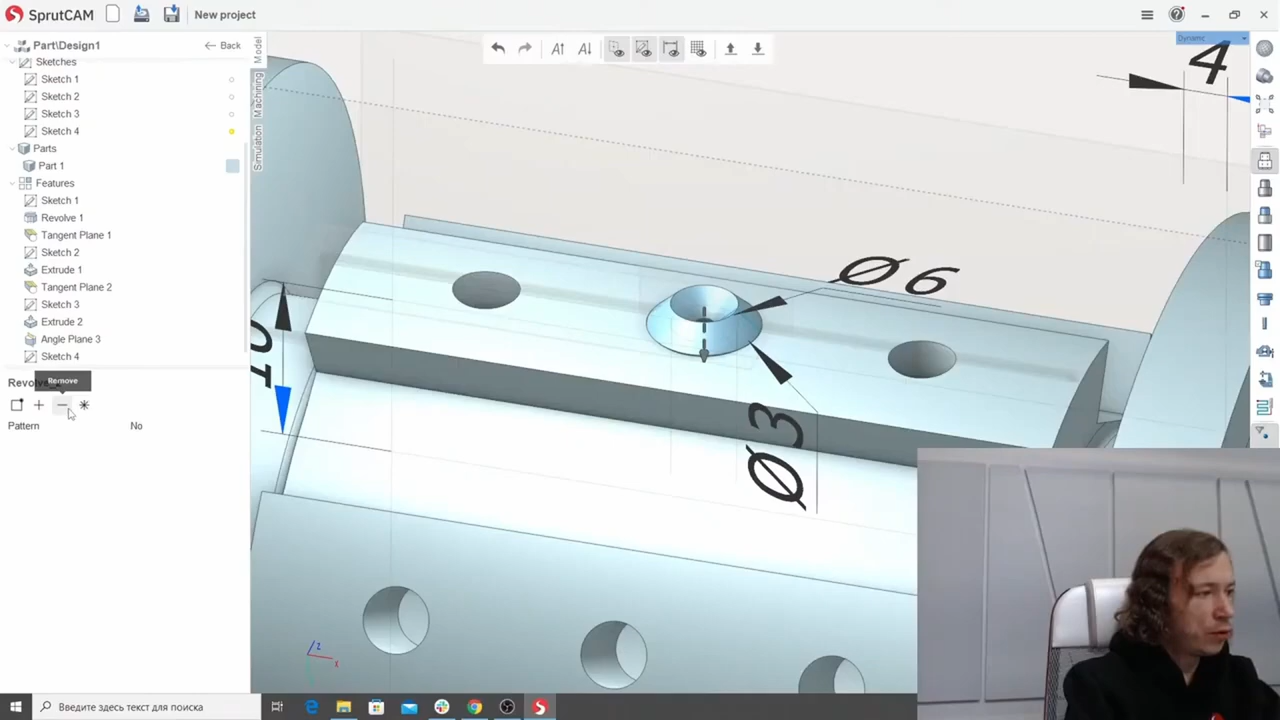 SprutCAM
New project
Part\Design1
Back
Model
Machining
Simulation
Sketches
Sketch 1
Sketch 2
Sketch 3
Sketch 4
Parts
Part 1
Features
Sketch 1
Revolve 1
Tangent Plane 1
Sketch 2
Extrude 1
Tangent Plane 2
Sketch 3
Extrude 2
Angle Plane 3
Sketch 4
Remove
Pattern
No
Dynamic
4
Ø6
Ø3
10
z
x
Введите здесь текст для поиска